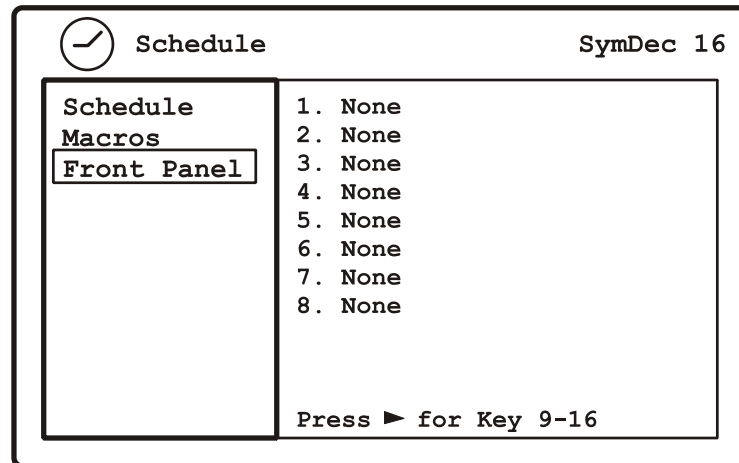 Schedule SymDec 16
Schedule
Macros
Front Panel
1. None
2. None
3. None
4. None
5. None
6. None
7. None
8. None
Press ► for Key 9-16